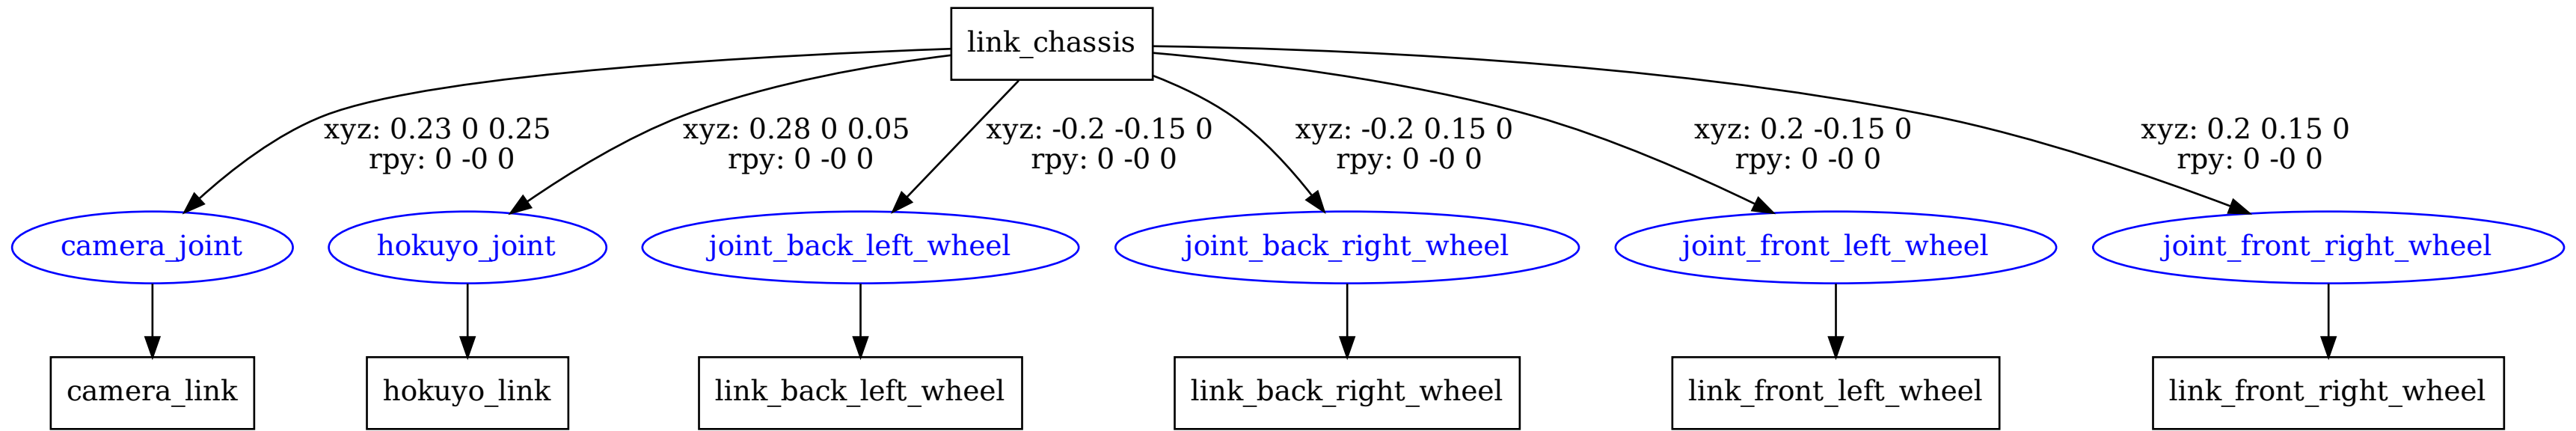 link_chassis
xyz: 0.23 0 0.25
rpy: 0 -0 0
xyz: 0.28 0 0.05
rpy: 0 -0 0
xyz: -0.2 -0.15 0
rpy: 0 -0 0
xyz: -0.2 0.15 0
rpy: 0 -0 0
xyz: 0.2 -0.15 0
rpy: 0 -0 0
xyz: 0.2 0.15 0
rpy: 0 -0 0
camera_joint
hokuyo_joint
joint_back_left_wheel
joint_back_right_wheel
joint_front_left_wheel
joint_front_right_wheel
camera_link
hokuyo_link
link_back_left_wheel
link_back_right_wheel
link_front_left_wheel
link_front_right_wheel